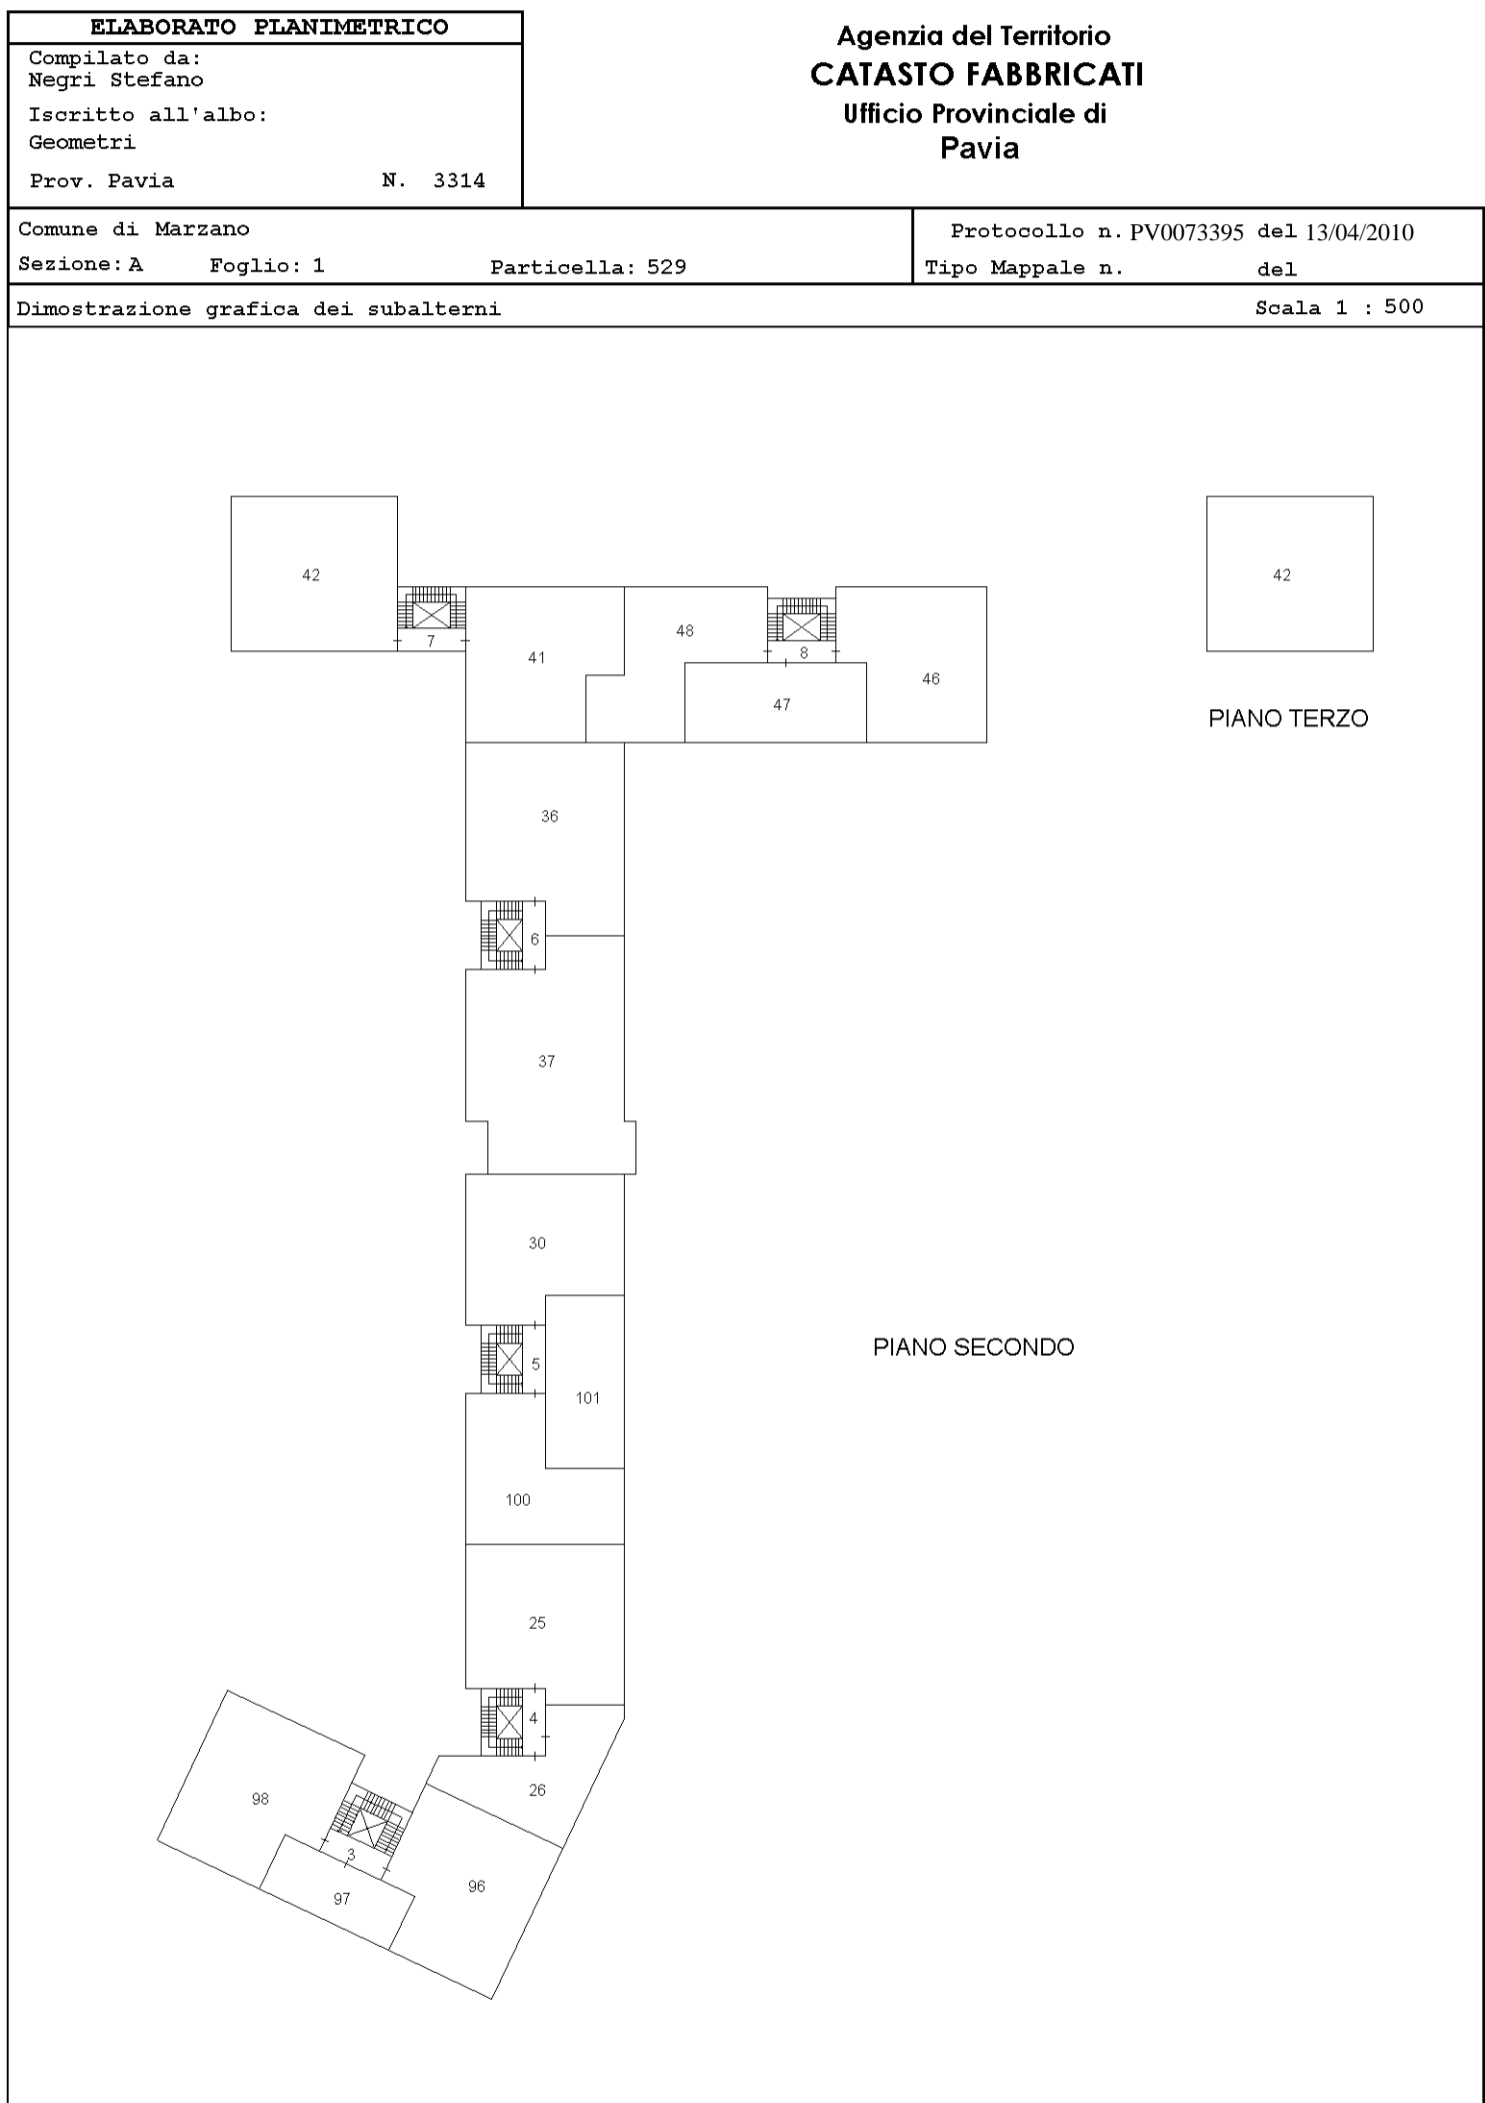 ELABORATO PLANIMETRICO
Compilato da:
Negri Stefano
Iscritto all'albo:
Geometri
Prov. Pavia N. 3314
Agenzia del Territorio
CATASTO FABBRICATI
Ufficio Provinciale di
Pavia
Comune di Marzano
Sezione: A Foglio: 1 Particella: 529
Protocollo n. PV0073395 del 13/04/2010
Tipo Mappale n. del
Dimostrazione grafica dei subalterni Scala 1 : 500
42
42
7
41
48
8
46
47
PIANO TERZO
36
6
37
30
PIANO SECONDO
5
101
100
25
4
26
98
3
96
97